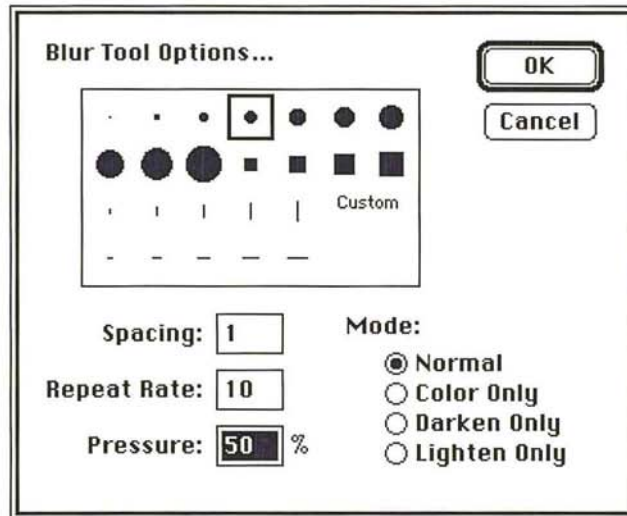 Blur Tool Options...
OK
Cancel
Custom
Spacing: 1
Repeat Rate: 10
Pressure: 50 %
Mode:
Normal
Color Only
Darken Only
Lighten Only